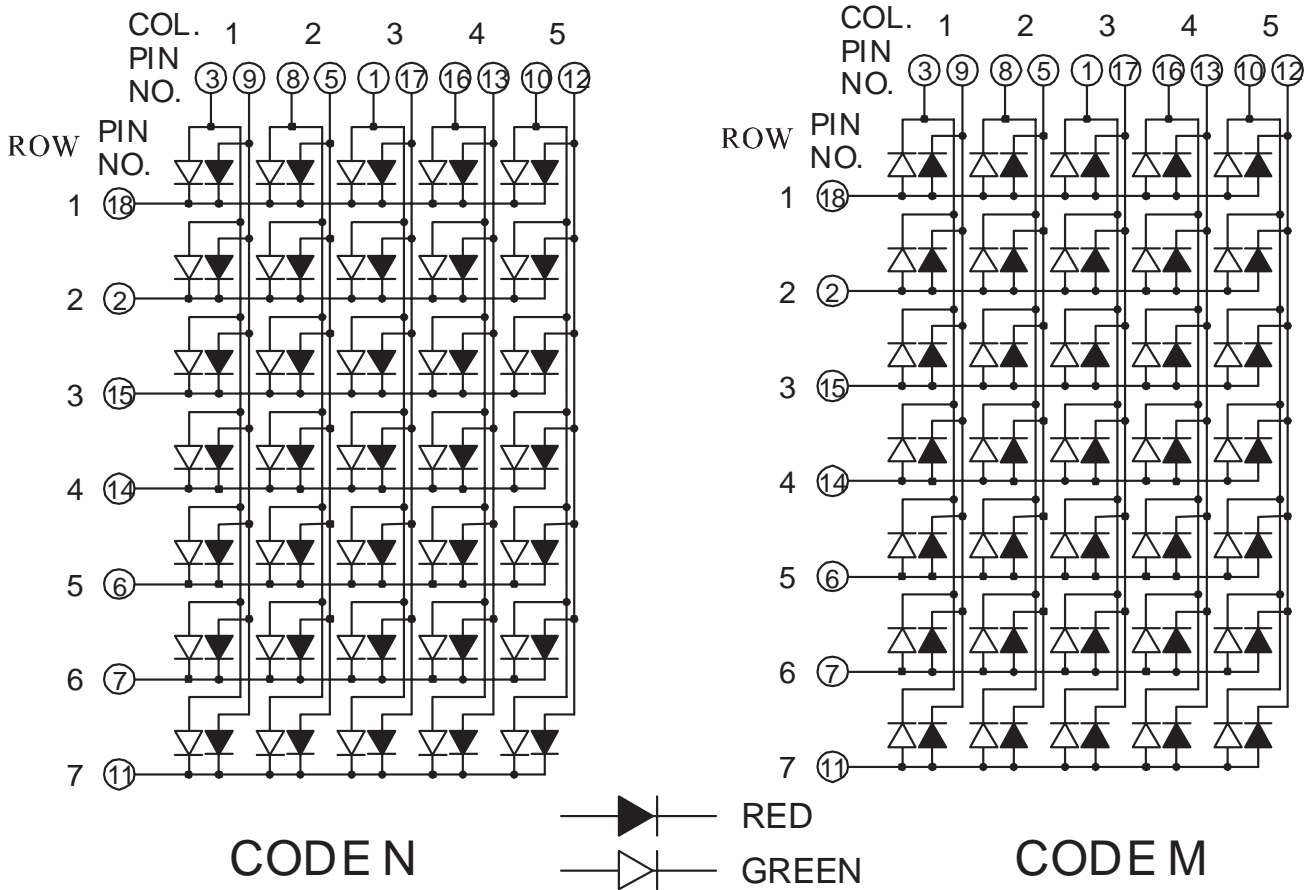 COL. 1 2 3 4 5
PIN
NO. 3 9 8 5 1 17 16 13 10 12
ROW PIN
NO.
1 18
2 2
3 15
4 14
5 6
6 7
7 11
CODE N
COL. 1 2 3 4 5
PIN
NO. 3 9 8 5 1 17 16 13 10 12
ROW PIN
NO.
1 18
2 2
3 15
4 14
5 6
6 7
7 11
CODE M
RED
GREEN